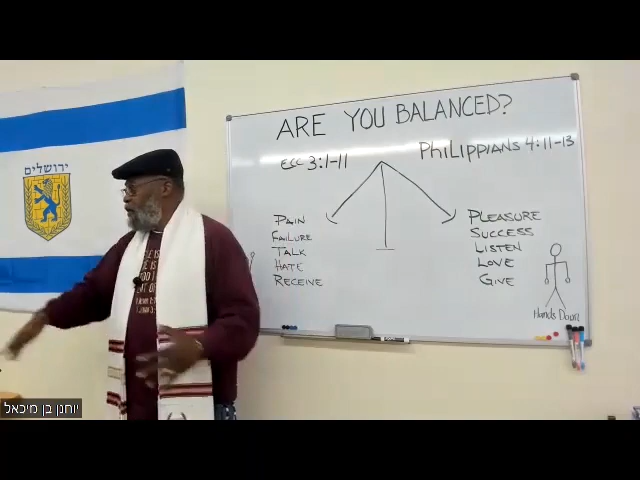 ירושלים
ARE YOU BALANCED?
ECC 3:1-11
PHILIPPIANS 4:11-13
PAIN
FAILURE
TALK
HATE
RECEIVE
PLEASURE
SUCCESS
LISTEN
LOVE
GIVE
Hands Down
יוחנן בן מיכאל